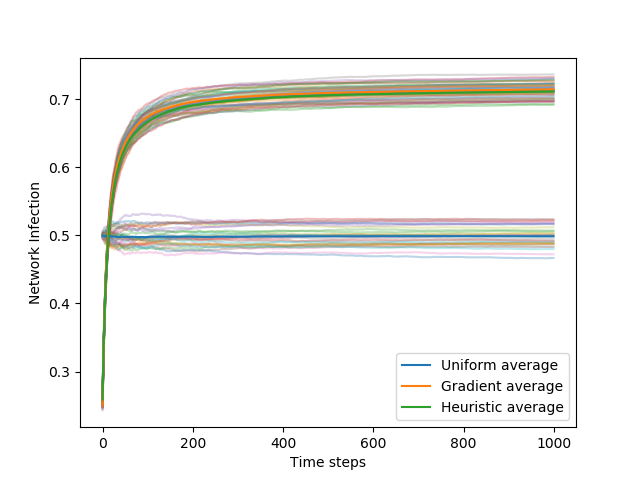 0.7
0.6
0.5
0.4
0.3
Network Infection
0
200
400
600
800
1000
Time steps
Uniform average
Gradient average
Heuristic average